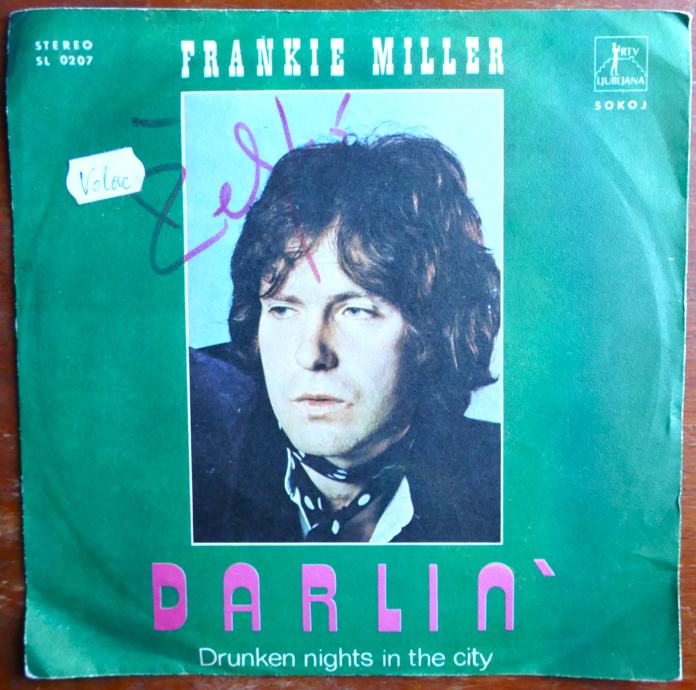 STEREO
SL 0207
FRANKIE MILLER
RTV
LJUBLJANA
SOKOJ
Volac
DARLIN`
Drunken nights in the city